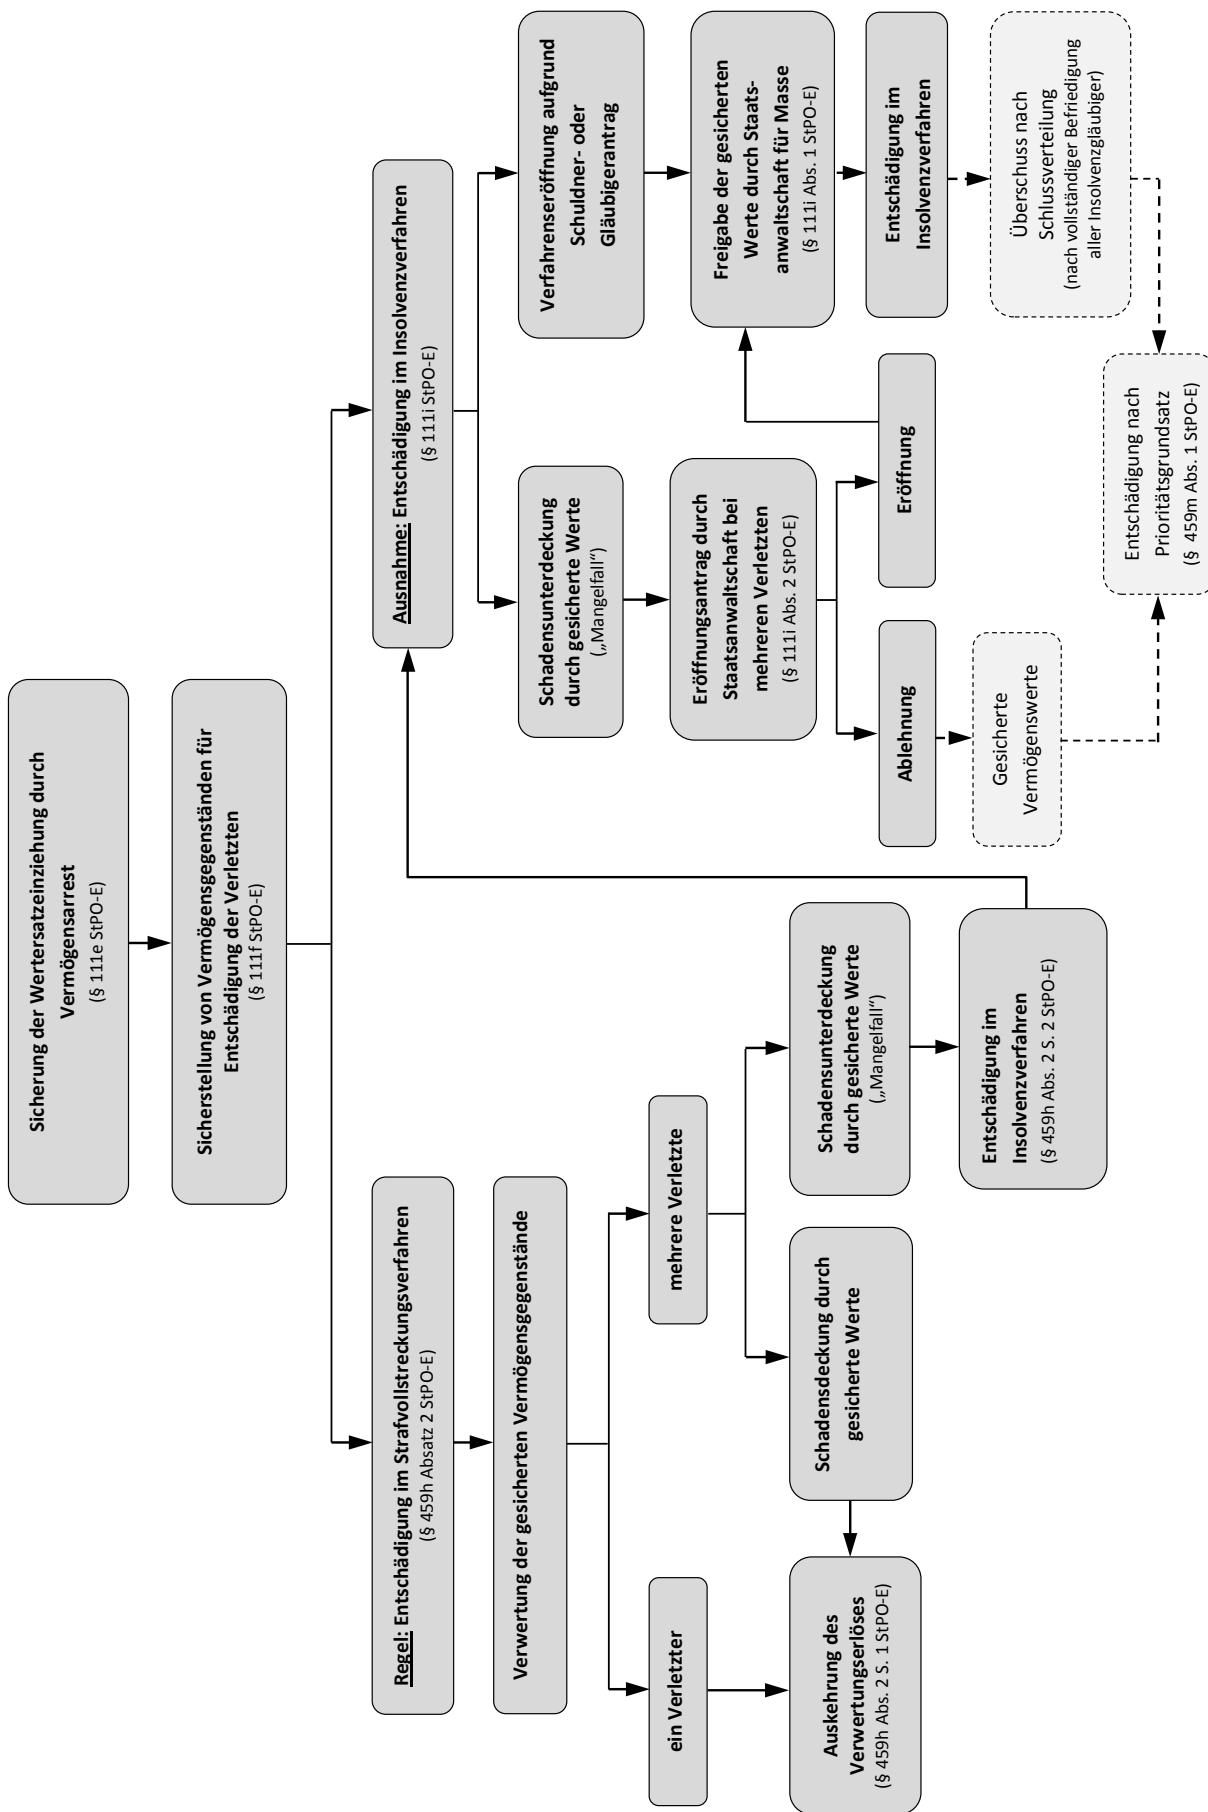 Sicherung der Wertersatzeinziehung durch
Vermögensarrest
(§ 111e StPO-E)
Sicherstellung von Vermögensgegenständen für
Entschädigung der Verletzten
(§ 111f StPO-E)
Regel: Entschädigung im Strafvollstreckungsverfahren
(§ 459h Absatz 2 StPO-E)
Ausnahme: Entschädigung im Insolvenzverfahren
(§ 111i StPO-E)
Verwertung der gesicherten Vermögensgegenstände
ein Verletzter
mehrere Verletzte
Auskehrung des
Verwertungserlöses
(§ 459h Abs. 2 S. 1 StPO-E)
Schadensdeckung durch
gesicherte Werte
Schadensunterdeckung
durch gesicherte Werte
(„Mangelfall“)
Entschädigung im
Insolvenzverfahren
(§ 459h Abs. 2 S. 2 StPO-E)
Schadensunterdeckung
durch gesicherte Werte
(„Mangelfall“)
Verfahrenseröffnung aufgrund
Schuldner- oder
Gläubigerantrag
Eröffnungsantrag durch
Staatsanwaltschaft bei
mehreren Verletzten
(§ 111i Abs. 2 StPO-E)
Freigabe der gesicherten
Werte durch Staats-
anwaltschaft für Masse
(§ 111i Abs. 1 StPO-E)
Ablehnung
Eröffnung
Entschädigung im
Insolvenzverfahren
Gesicherte
Vermögenswerte
Überschuss nach
Schlussverteilung
(nach vollständiger Befriedigung
aller Insolvenzgläubiger)
Entschädigung nach
Prioritätsgrundsatz
(§ 459m Abs. 1 StPO-E)